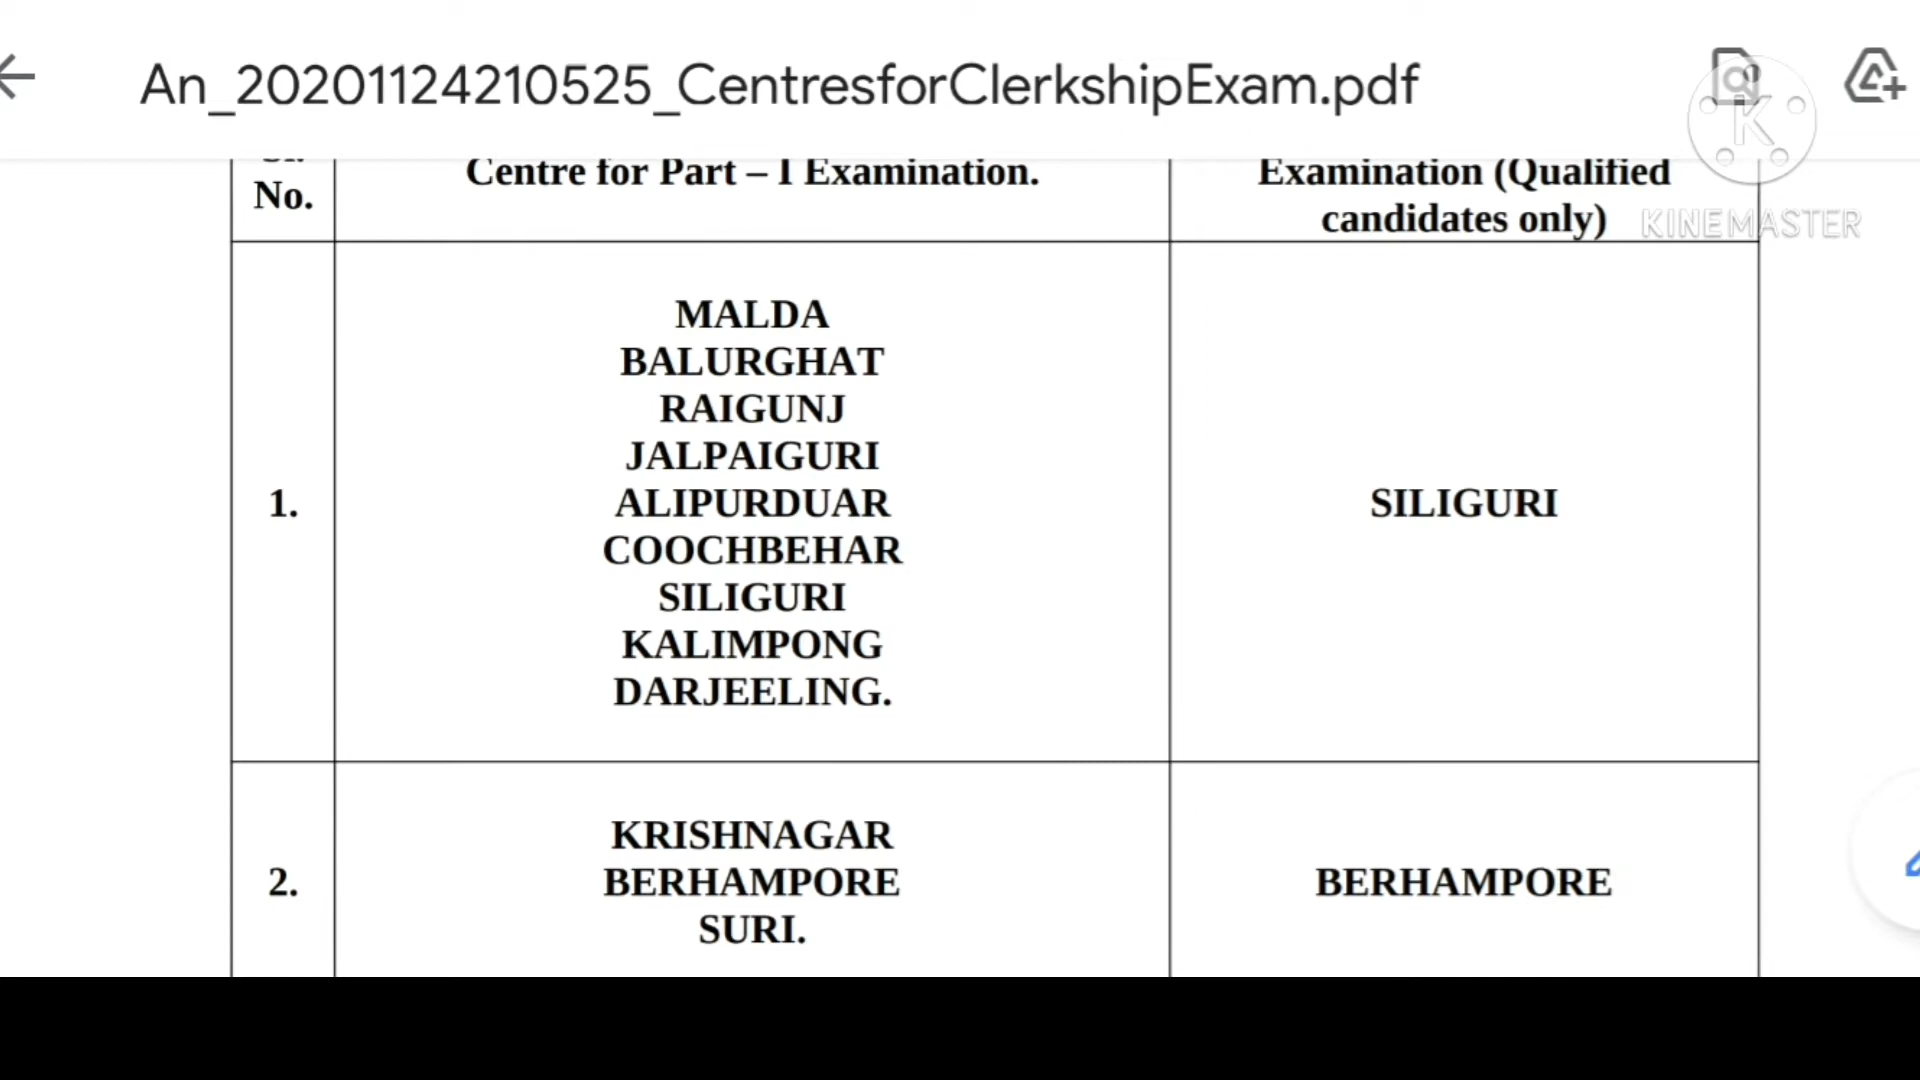 An_20201124210525_CentresforClerkshipExam.pdf
K
KINEMASTER
Sr.
No.
Centre for Part – I Examination.
Examination (Qualified
candidates only)
1.
MALDA
BALURGHAT
RAIGUNJ
JALPAIGURI
ALIPURDUAR
COOCHBEHAR
SILIGURI
KALIMPONG
DARJEELING.
SILIGURI
2.
KRISHNAGAR
BERHAMPORE
SURI.
BERHAMPORE